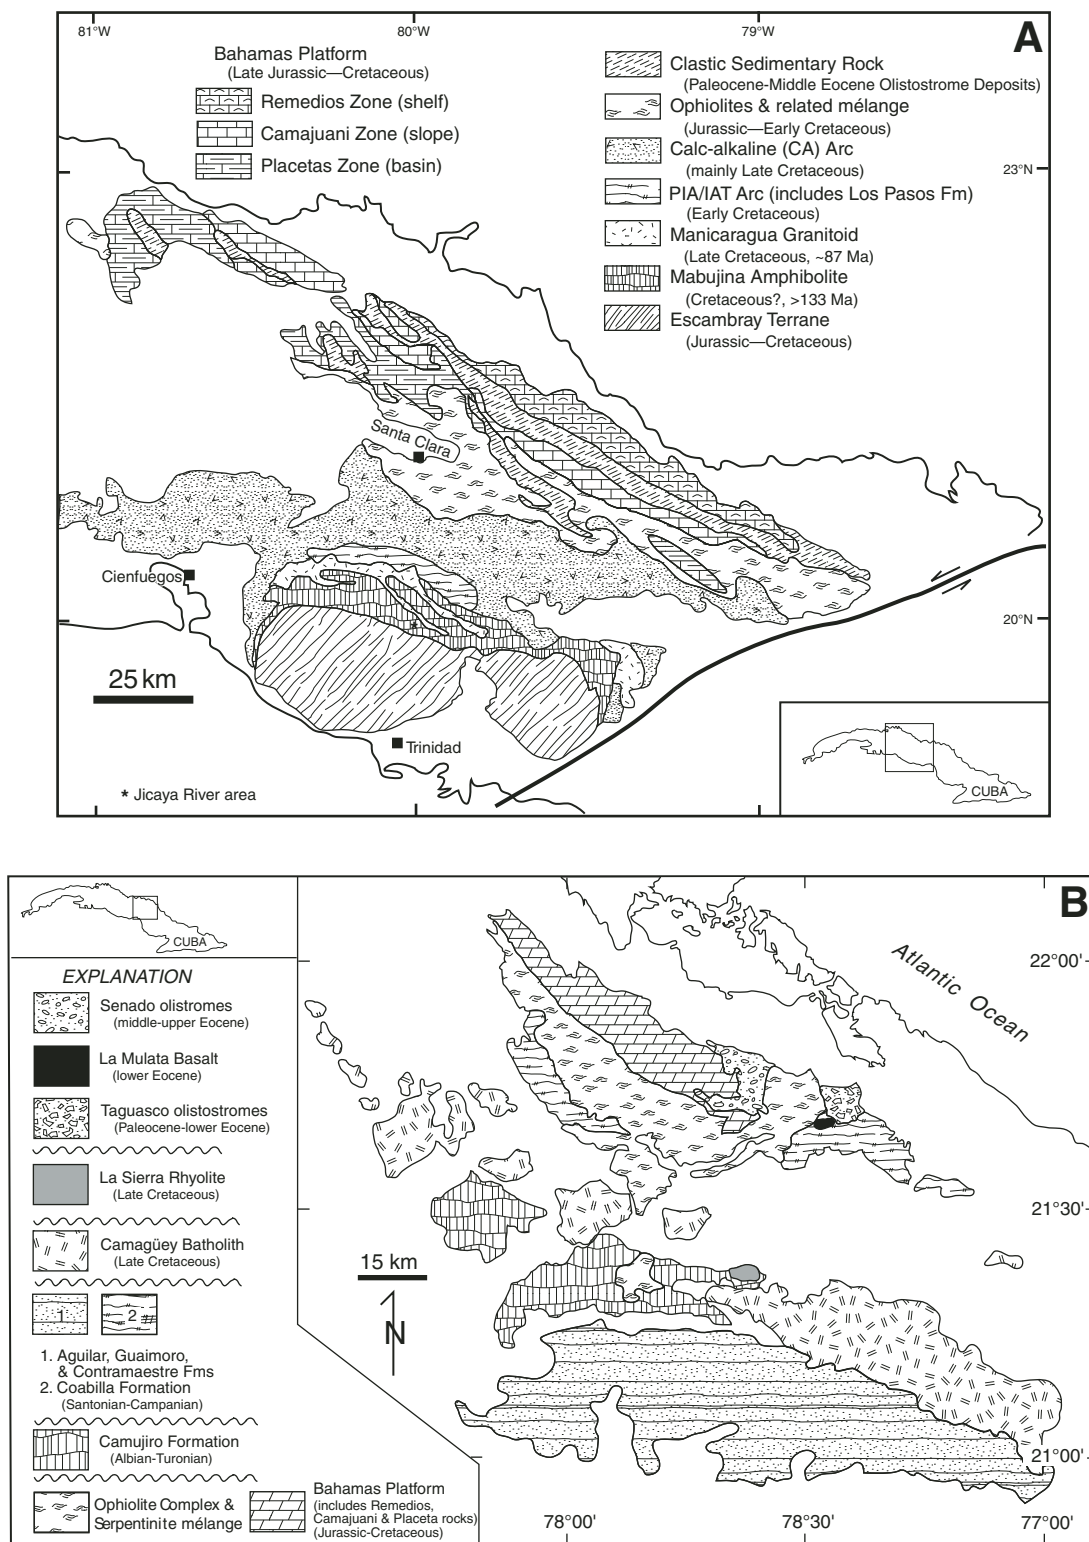 81°W
80°W
79°W
A
Bahamas Platform
(Late Jurassic—Cretaceous)
Remedios Zone (shelf)
Camajuani Zone (slope)
Placetas Zone (basin)
Clastic Sedimentary Rock
(Paleocene-Middle Eocene Olistostrome Deposits)
Ophiolites & related mélange
(Jurassic—Early Cretaceous)
Calc-alkaline (CA) Arc
(mainly Late Cretaceous)
PIA/IAT Arc (includes Los Pasos Fm)
(Early Cretaceous)
Manicaragua Granitoid
(Late Cretaceous, ~87 Ma)
Mabujina Amphibolite
(Cretaceous?, >133 Ma)
Escambray Terrane
(Jurassic—Cretaceous)
23°N
Santa Clara
Cienfuegos
20°N
25 km
Trinidad
* Jicaya River area
CUBA
B
CUBA
Atlantic Ocean
22°00'
EXPLANATION
Senado olistromes
(middle-upper Eocene)
La Mulata Basalt
(lower Eocene)
Taguasco olistostromes
(Paleocene-lower Eocene)
La Sierra Rhyolite
(Late Cretaceous)
21°30'
Camagüey Batholith
(Late Cretaceous)
15 km
N
1
2
1. Aguilar, Guaimoro,
& Contramaestre Fms
2. Coabilla Formation
(Santonian-Campanian)
Camujiro Formation
(Albian-Turonian)
21°00'
Ophiolite Complex &
Serpentinite mélange
Bahamas Platform
(includes Remedios,
Camajuani & Placeta rocks)
(Jurassic-Cretaceous)
78°00'
78°30'
77°00'